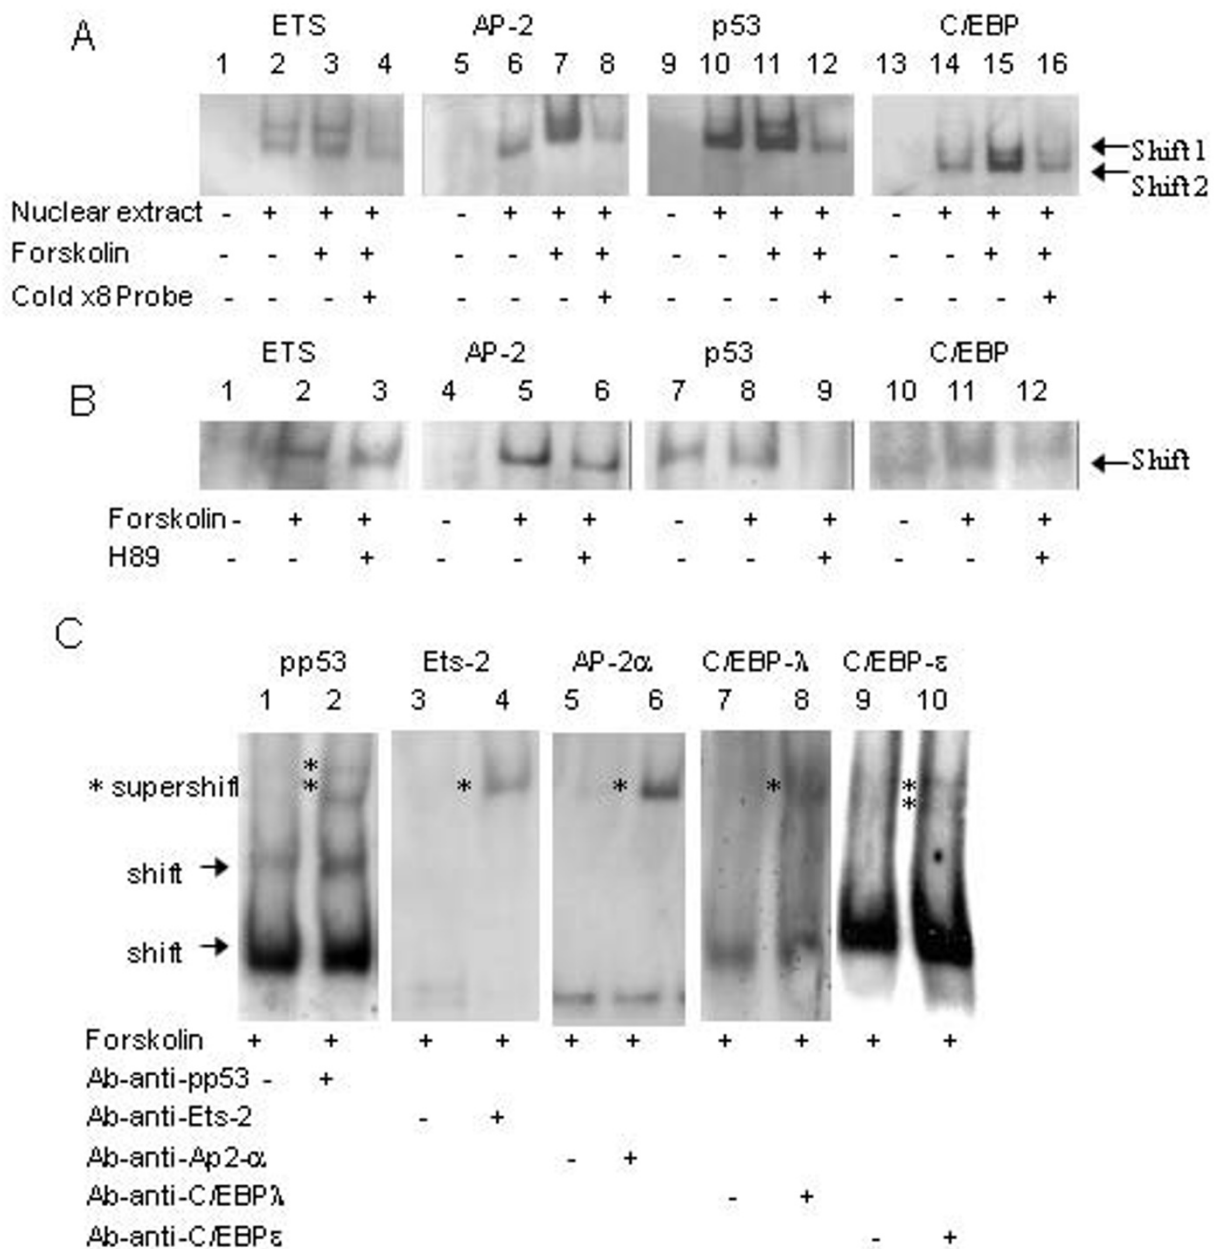 A
ETS AP-2 p53 C/EBP
1 2 3 4 5 6 7 8 9 10 11 12 13 14 15 16
Shift1
Shift2
Nuclear extract - + + + - + + + - + + + - + + +
Forskolin - - + + - - + + - - + + - - + +
Cold x8 Probe - - - + - - - + - - - + - - - +
ETS AP-2 p53 C/EBP
B
1 2 3 4 5 6 7 8 9 10 11 12
Shift
Forskolin - + + - + + - + + - + +
H89 - - + - - + - - + - - +
C
pp53 Ets-2 AP-2α C/EBP-λ C/EBP-ε
1 2 3 4 5 6 7 8 9 10
*
* supershift * * * * *
*
shift
shift
Forskolin + + + + + + + + + +
Ab-anti-pp53 - +
Ab-anti-Ets-2 - +
Ab-anti-Ap2-α - +
Ab-anti-C/EBPλ - +
Ab-anti-C/EBPε - +